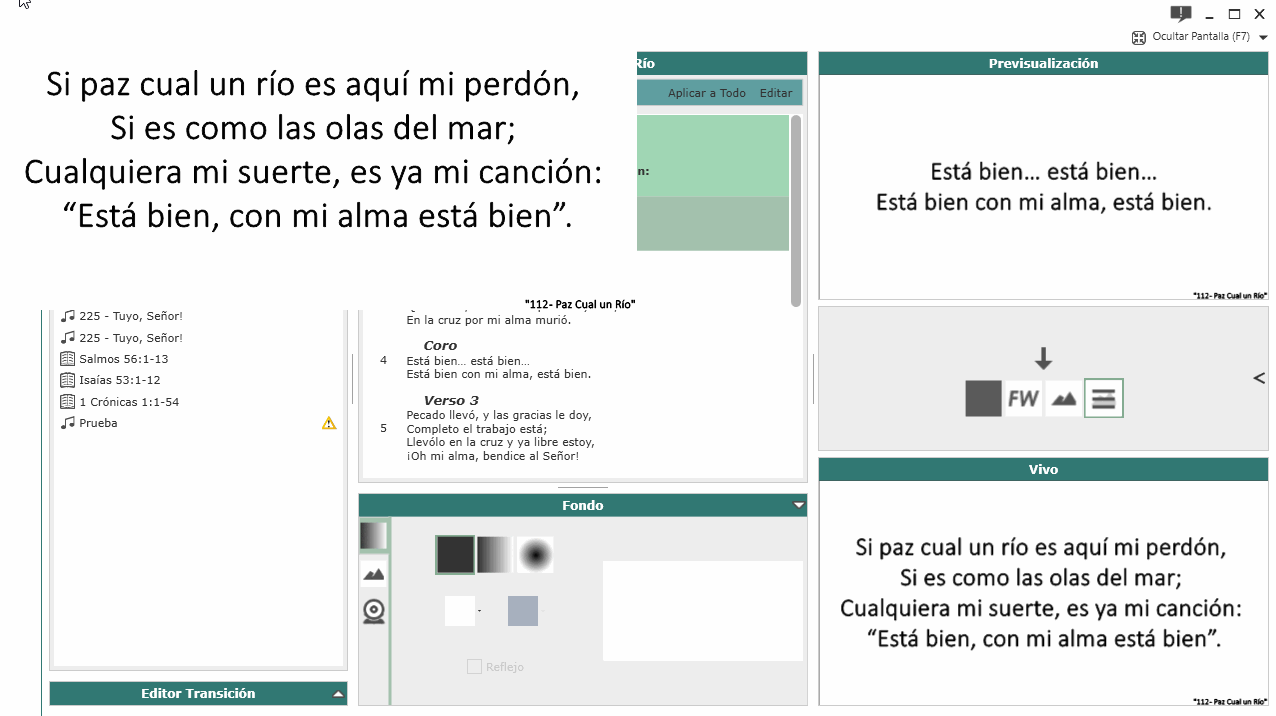 Ocultar Pantalla (F7)
Si paz cual un río es aquí mi perdón,
Si es como las olas del mar;
Cualquiera mi suerte, es ya mi canción:
“Está bien, con mi alma está bien”.
"112- Paz Cual un Río"
Río
Aplicar a Todo Editar
n:
225 - Tuyo, Señor!
225 - Tuyo, Señor!
Salmos 56:1-13
Isaías 53:1-12
1 Crónicas 1:1-54
Prueba
Editor Transición
En la cruz por mi alma murió.
Coro
4
Está bien... está bien...
Está bien con mi alma, está bien.
Verso 3
5
Pecado llevó, y las gracias le doy,
Completo el trabajo está;
Llevólo en la cruz y ya libre estoy,
¡Oh mi alma, bendice al Señor!
Fondo
Reflejo
Previsualización
Está bien... está bien...
Está bien con mi alma, está bien.
"112- Paz Cual un Río"
FW
<
Vivo
Si paz cual un río es aquí mi perdón,
Si es como las olas del mar;
Cualquiera mi suerte, es ya mi canción:
“Está bien, con mi alma está bien”.
"112- Paz Cual un Río"